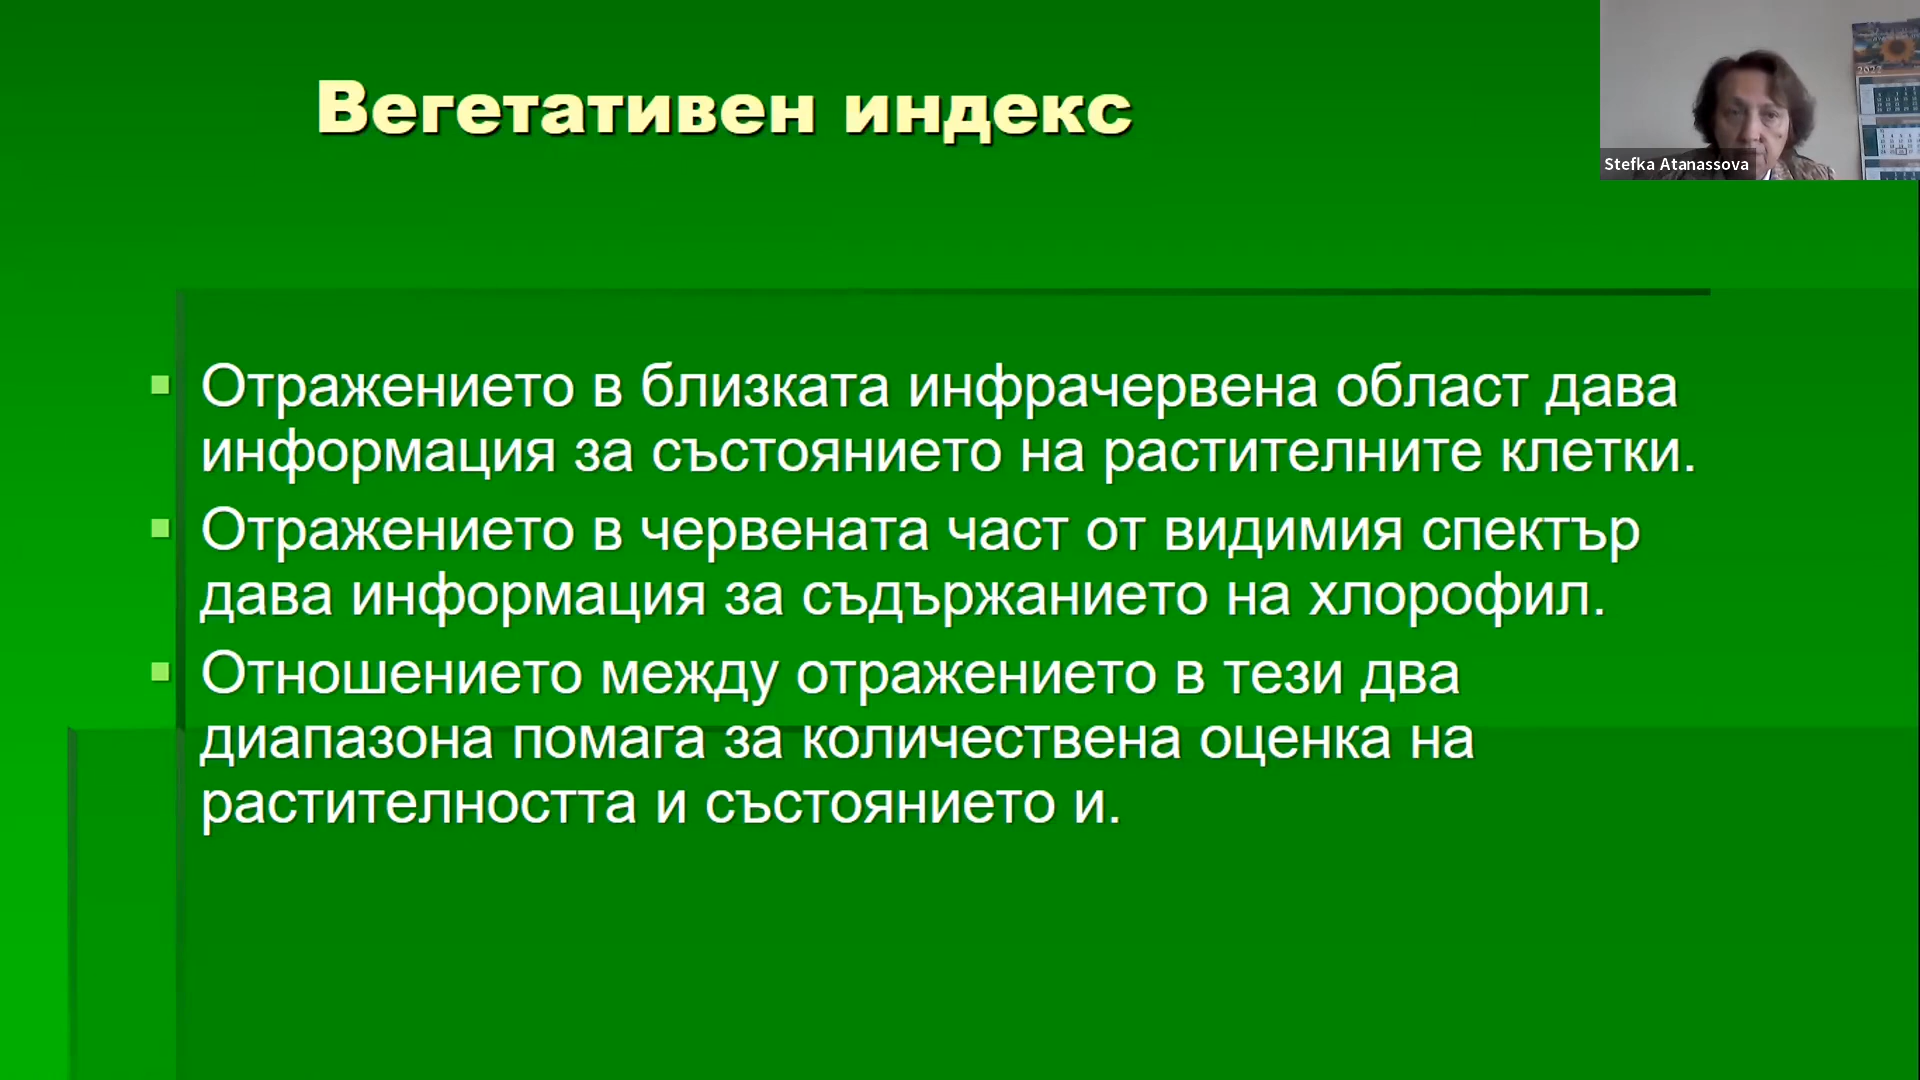 Вегетативен индекс
Stefka Atanassova
2022
Отражението в близката инфрачервена област дава
информация за състоянието на растителните клетки.
Отражението в червената част от видимия спектър
дава информация за съдържанието на хлорофил.
Отношението между отражението в тези два
диапазона помага за количествена оценка на
растителността и състоянието и.